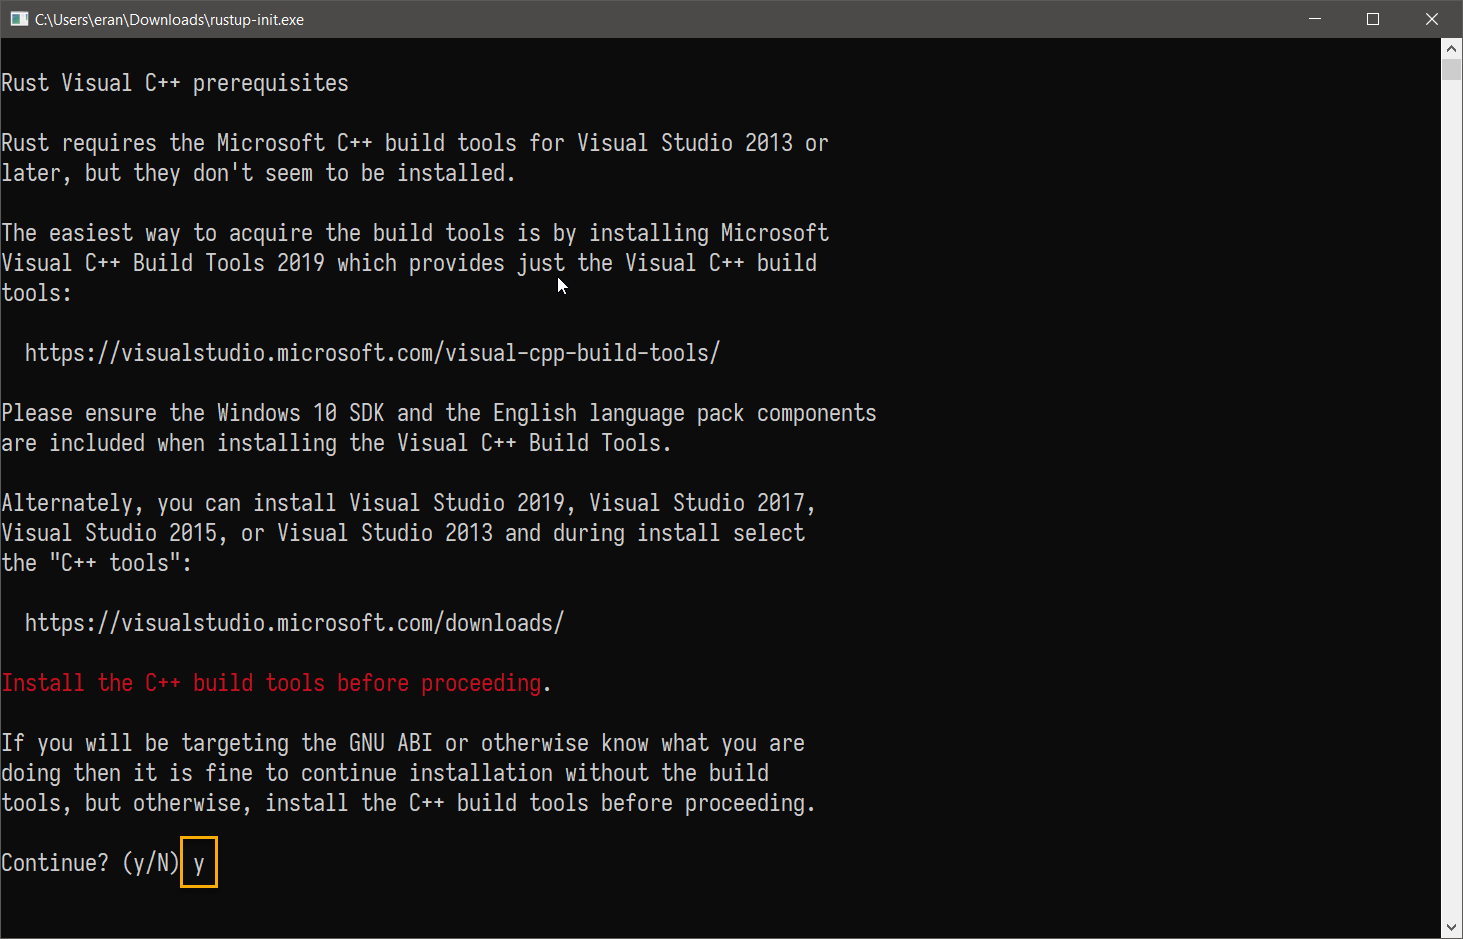 C:\Users\eran\Downloads\rustup-init.exe
Rust Visual C++ prerequisites
Rust requires the Microsoft C++ build tools for Visual Studio 2013 or
later, but they don't seem to be installed.
The easiest way to acquire the build tools is by installing Microsoft
Visual C++ Build Tools 2019 which provides just the Visual C++ build
tools:
https://visualstudio.microsoft.com/visual-cpp-build-tools/
Please ensure the Windows 10 SDK and the English language pack components
are included when installing the Visual C++ Build Tools.
Alternately, you can install Visual Studio 2019, Visual Studio 2017,
Visual Studio 2015, or Visual Studio 2013 and during install select
the "C++ tools":
https://visualstudio.microsoft.com/downloads/
Install the C++ build tools before proceeding.
If you will be targeting the GNU ABI or otherwise know what you are
doing then it is fine to continue installation without the build
tools, but otherwise, install the C++ build tools before proceeding.
Continue? (y/N) y